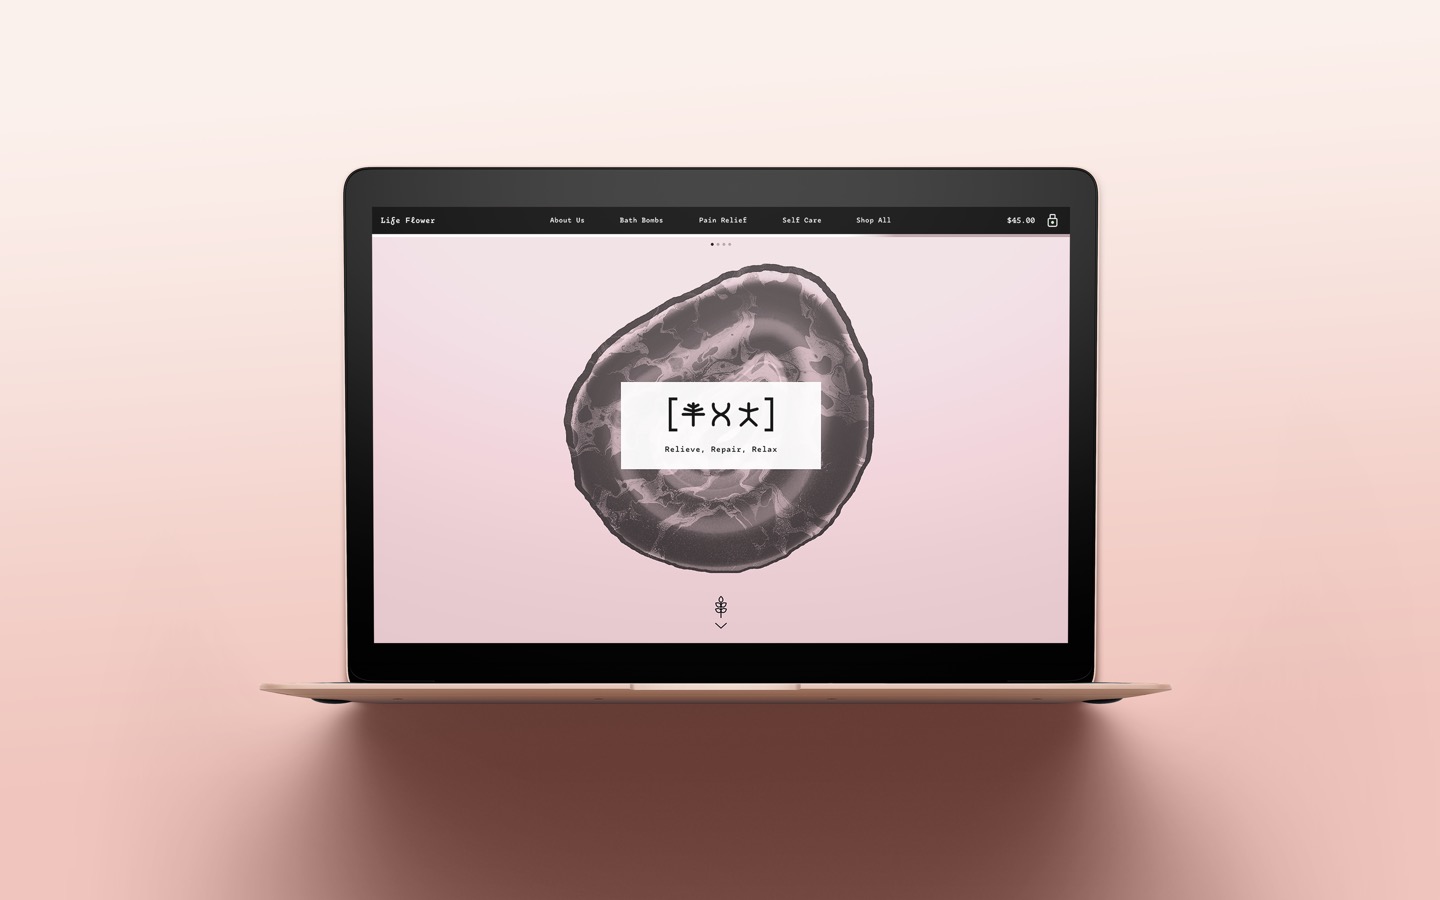 Life Flower
About Us
Bath Bombs
Pain Relief
Self Care
Shop All
$45.00
Relieve, Repair, Relax